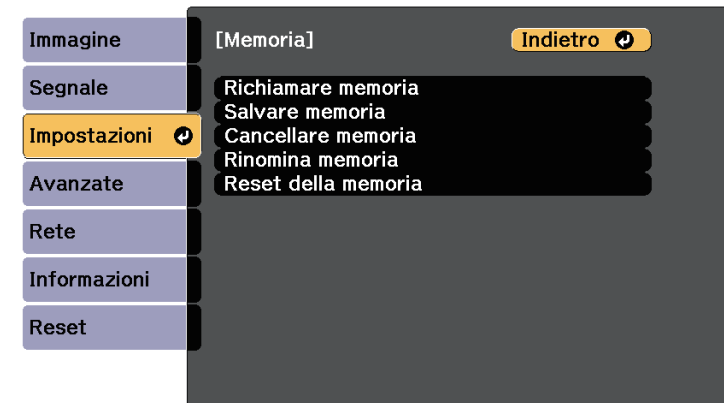 Immagine
Segnale
Impostazioni
Avanzate
Rete
Informazioni
Reset
[Memoria]
Indietro
Richiamare memoria
Salvare memoria
Cancellare memoria
Rinomina memoria
Reset della memoria